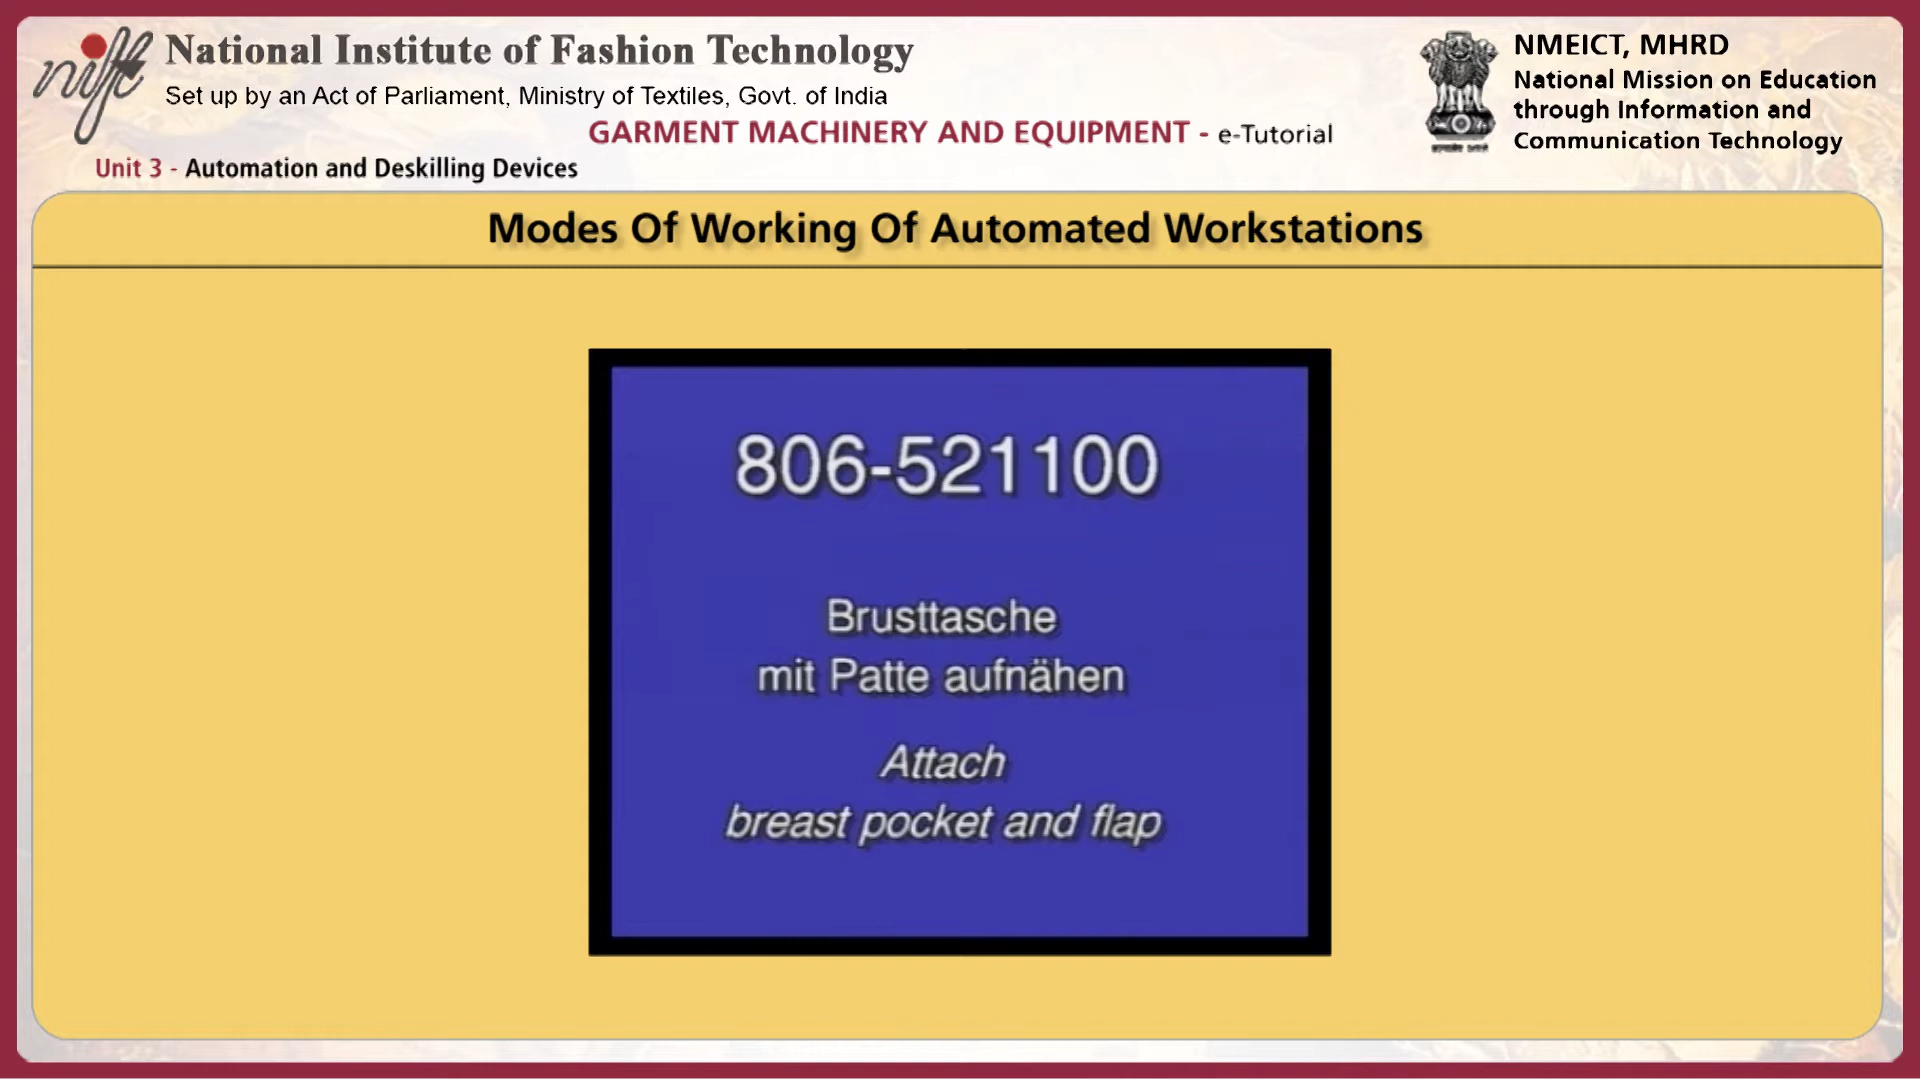 nift
National Institute of Fashion Technology
Set up by an Act of Parliament, Ministry of Textiles, Govt. of India
GARMENT MACHINERY AND EQUIPMENT - e-Tutorial
Unit 3 - Automation and Deskilling Devices
NMEICT, MHRD
National Mission on Education
through Information and
Communication Technology
Modes Of Working Of Automated Workstations
806-521100
Brusttasche
mit Patte aufnähen
Attach
breast pocket and flap